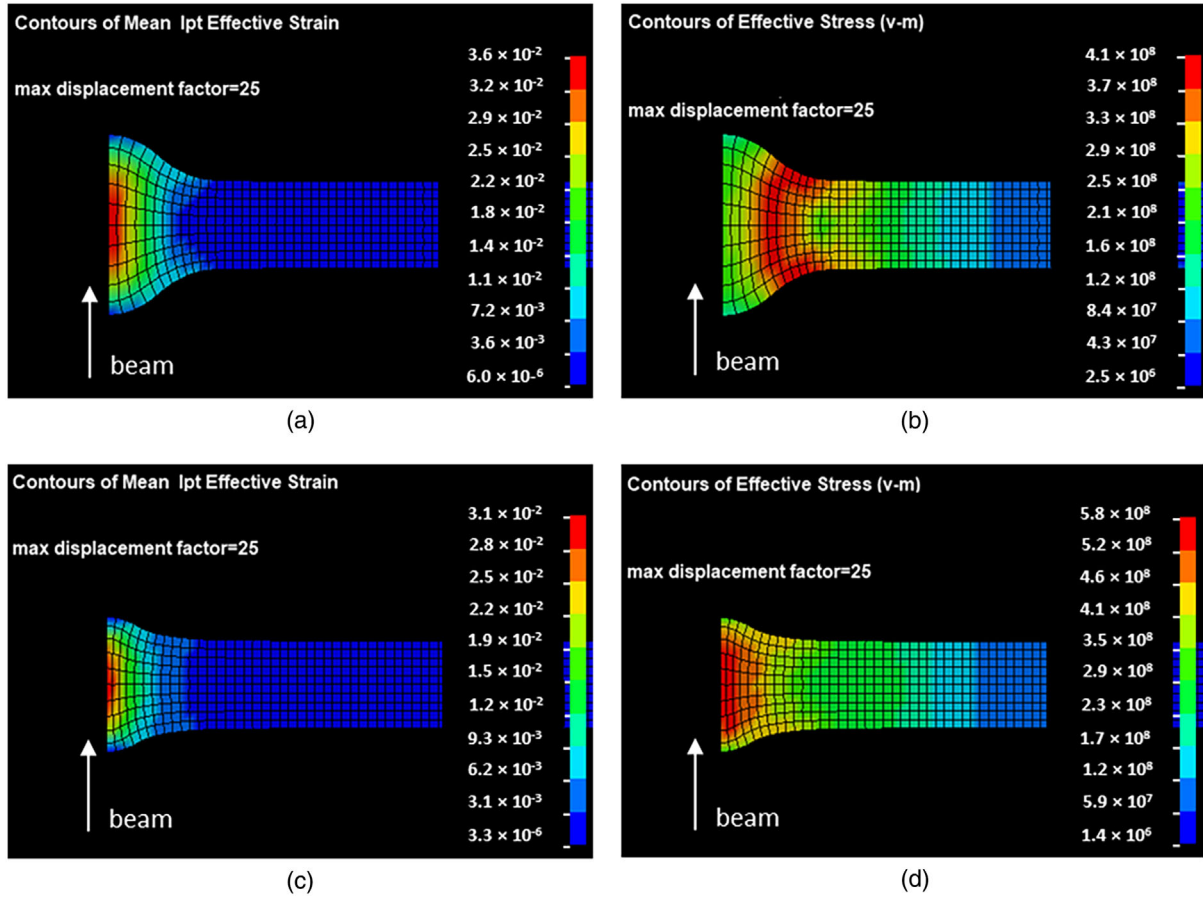 Contours of Mean Ipt Effective Strain
max displacement factor=25
3.6 × 10⁻²
3.2 × 10⁻²
2.9 × 10⁻²
2.5 × 10⁻²
2.2 × 10⁻²
1.8 × 10⁻²
1.4 × 10⁻²
1.1 × 10⁻²
7.2 × 10⁻³
3.6 × 10⁻³
6.0 × 10⁻⁶
beam
(a)
Contours of Effective Stress (v-m)
max displacement factor=25
4.1 × 10⁸
3.7 × 10⁸
3.3 × 10⁸
2.9 × 10⁸
2.5 × 10⁸
2.1 × 10⁸
1.6 × 10⁸
1.2 × 10⁸
8.4 × 10⁷
4.3 × 10⁷
2.5 × 10⁶
beam
(b)
Contours of Mean Ipt Effective Strain
max displacement factor=25
3.1 × 10⁻²
2.8 × 10⁻²
2.5 × 10⁻²
2.2 × 10⁻²
1.9 × 10⁻²
1.5 × 10⁻²
1.2 × 10⁻²
9.3 × 10⁻³
6.2 × 10⁻³
3.1 × 10⁻³
3.3 × 10⁻⁶
beam
(c)
Contours of Effective Stress (v-m)
max displacement factor=25
5.8 × 10⁸
5.2 × 10⁸
4.6 × 10⁸
4.1 × 10⁸
3.5 × 10⁸
2.9 × 10⁸
2.3 × 10⁸
1.7 × 10⁸
1.2 × 10⁸
5.9 × 10⁷
1.4 × 10⁶
beam
(d)